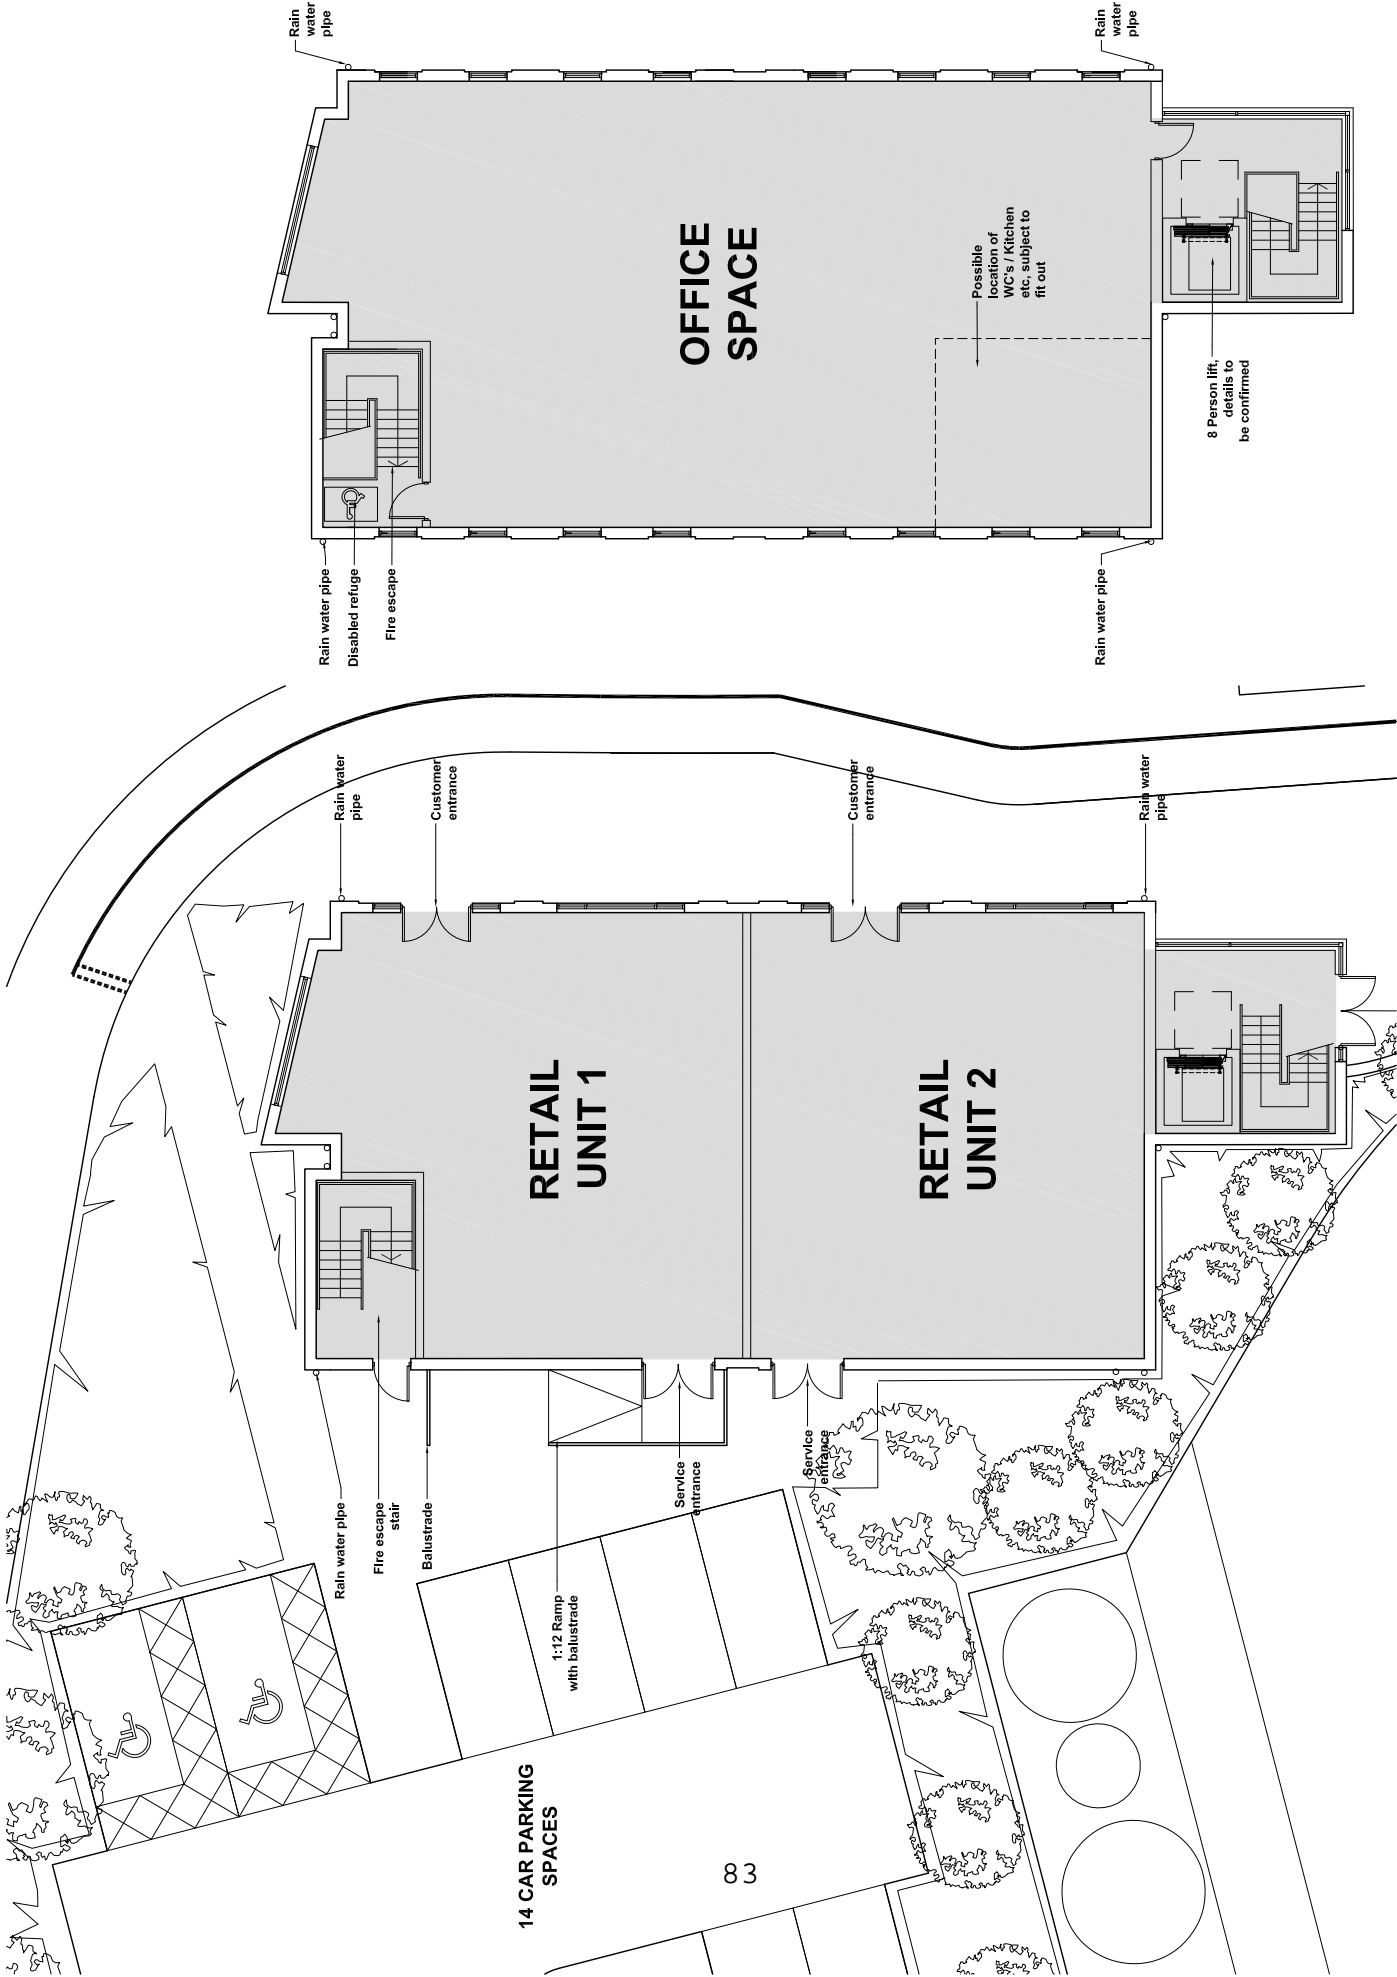 Rain
water
pipe
Rain
water
pipe
OFFICE
SPACE
Possible
location of
WC's / Kitchen
etc, subject to
fit out
8 Person lift,
details to
be confirmed
Rain water pipe
Disabled refuge
Fire escape
Rain water pipe
Rain water
pipe
Customer
entrance
Customer
entrance
Rain water
pipe
RETAIL
UNIT 1
RETAIL
UNIT 2
Rain water pipe
Fire escape
stair
Balustrade
1:12 Ramp
with balustrade
Service
entrance
Service
entrance
14 CAR PARKING
SPACES
83